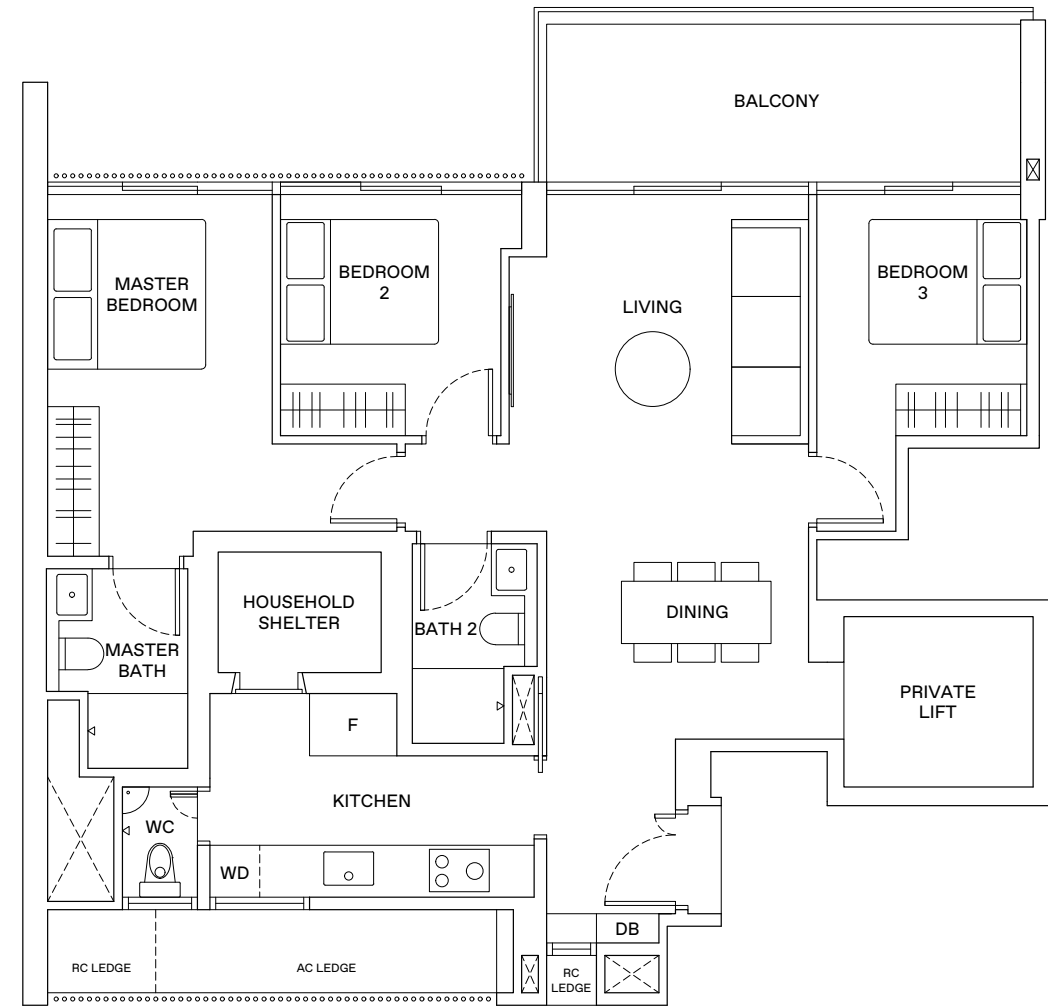 BALCONY
MASTER
BEDROOM
BEDROOM
2
LIVING
BEDROOM
3
HOUSEHOLD
SHELTER
BATH 2
DINING
MASTER
BATH
PRIVATE
LIFT
F
KITCHEN
WC
WD
DB
RC LEDGE
AC LEDGE
RC
LEDGE